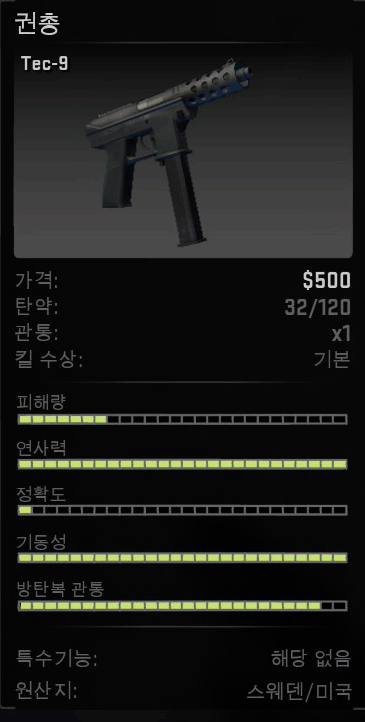 권총
Tec-9
가격: $500
탄약: 32/120
관통: x1
킬 수상: 기본
피해량
연사력
정확도
기동성
방탄복 관통
특수기능: 해당 없음
원산지: 스웨덴/미국